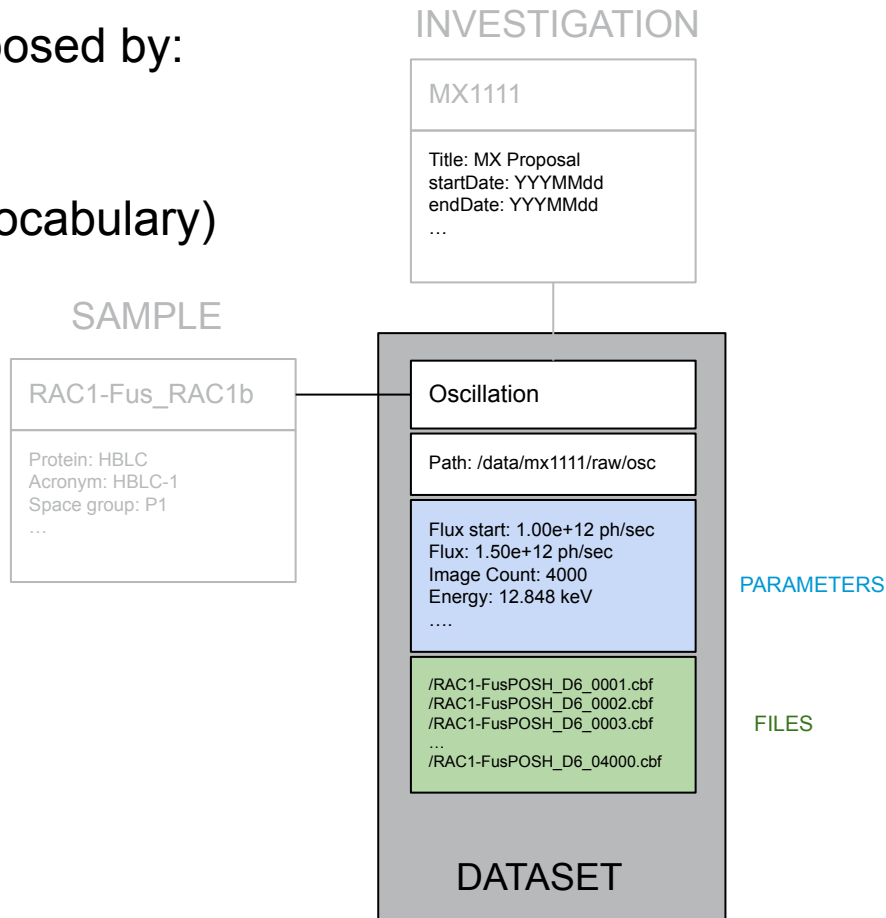 posed by:
ocabulary)
INVESTIGATION
MX1111
Title: MX Proposal
startDate: YYYMMdd
endDate: YYYMMdd
…
SAMPLE
RAC1-Fus_RAC1b
Protein: HBLC
Acronym: HBLC-1
Space group: P1
…
Oscillation
Path: /data/mx1111/raw/osc
Flux start: 1.00e+12 ph/sec
Flux: 1.50e+12 ph/sec
Image Count: 4000
Energy: 12.848 keV
….
PARAMETERS
/RAC1-FusPOSH_D6_0001.cbf
/RAC1-FusPOSH_D6_0002.cbf
/RAC1-FusPOSH_D6_0003.cbf
…
/RAC1-FusPOSH_D6_04000.cbf
FILES
DATASET